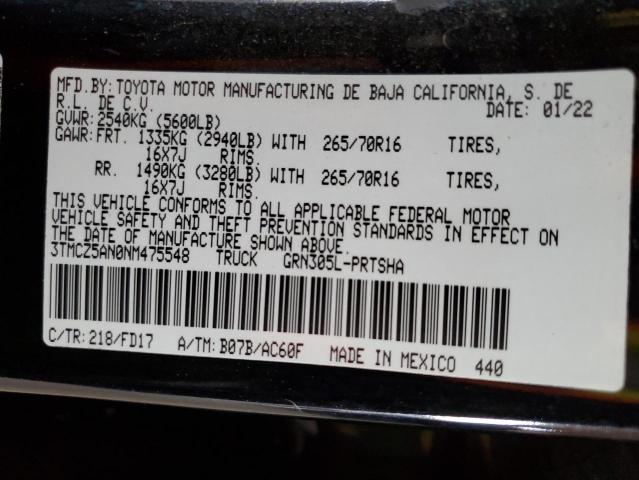 MFD.BY:TOYOTA MOTOR MANUFACTURING DE BAJA CALIFORNIA, S. DE
R.L. DE C.V. DATE: 01/22
GVWR:2540KG (5600LB)
GAWR:FRT. 1335KG (2940LB) WITH 265/70R16 TIRES,
16X7J RIMS.
RR. 1490KG (3280LB) WITH 265/70R16 TIRES,
16X7J RIMS.
THIS VEHICLE CONFORMS TO ALL APPLICABLE FEDERAL MOTOR
VEHICLE SAFETY AND THEFT PREVENTION STANDARDS IN EFFECT ON
THE DATE OF MANUFACTURE SHOWN ABOVE.
3TMCZ5AN0NM475548 TRUCK GRN305L-PRTSHA
C/TR:218/FD17 A/TM:B07B/AC60F MADE IN MEXICO 440